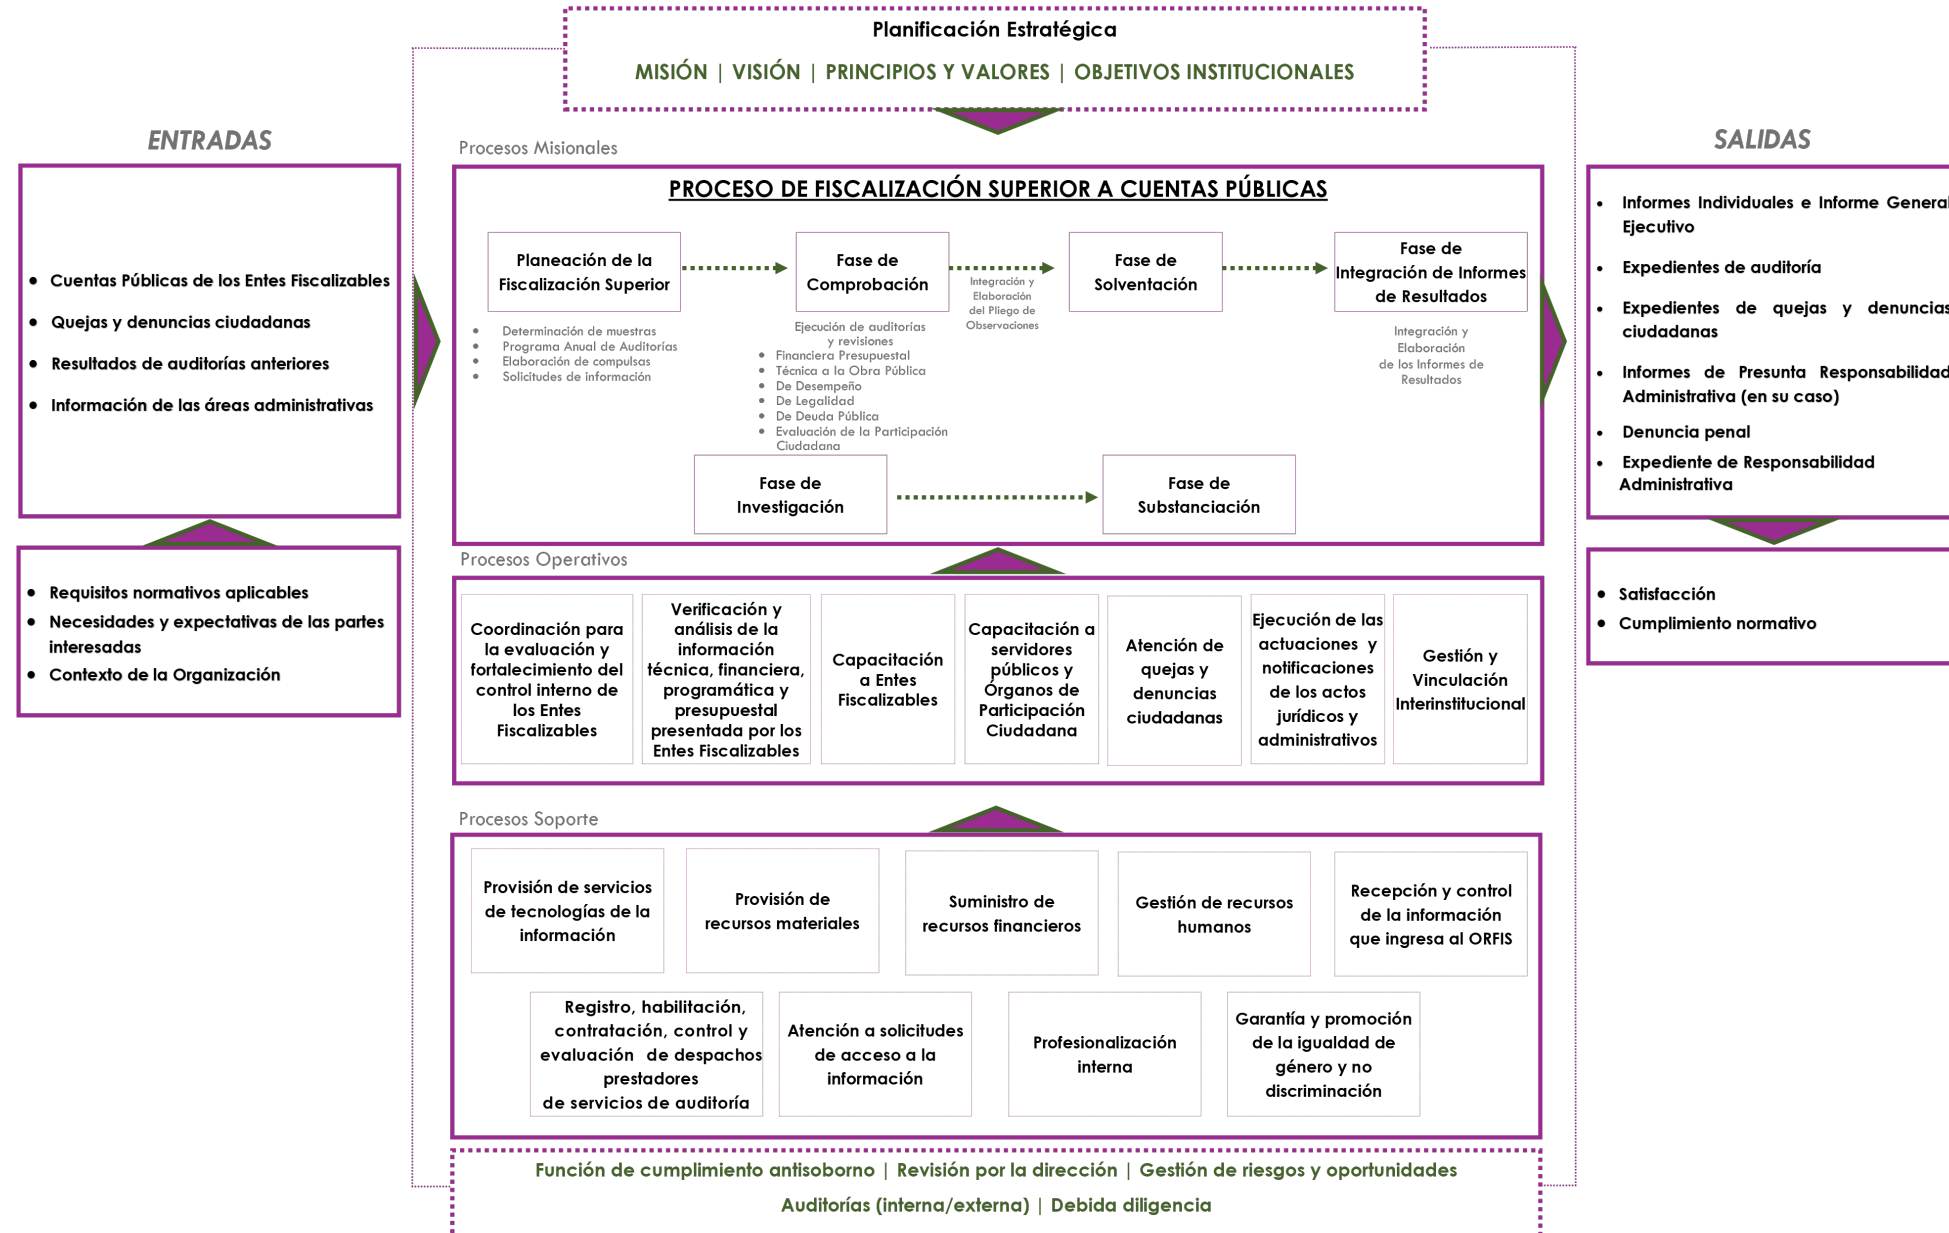 Planificación Estratégica
MISIÓN | VISIÓN | PRINCIPIOS Y VALORES | OBJETIVOS INSTITUCIONALES
ENTRADAS
• Cuentas Públicas de los Entes Fiscalizables
• Quejas y denuncias ciudadanas
• Resultados de auditorías anteriores
• Información de las áreas administrativas
• Requisitos normativos aplicables
• Necesidades y expectativas de las partes
interesadas
• Contexto de la Organización
Procesos Misionales
PROCESO DE FISCALIZACIÓN SUPERIOR A CUENTAS PÚBLICAS
Planeación de la
Fiscalización Superior
• Determinación de muestras
• Programa Anual de Auditorías
• Elaboración de compulsas
• Solicitudes de información
Fase de
Comprobación
Ejecución de auditorías
y revisiones
• Financiera Presupuestal
• Técnica a la Obra Pública
• De Desempeño
• De Legalidad
• De Deuda Pública
• Evaluación de la Participación
Ciudadana
Integración y
Elaboración
del Pliego de
Observaciones
Fase de
Solventación
Fase de
Integración de Informes
de Resultados
Integración y
Elaboración
de los Informes de
Resultados
Fase de
Investigación
Fase de
Substanciación
Procesos Operativos
Coordinación para
la evaluación y
fortalecimiento del
control interno de
los Entes
Fiscalizables
Verificación y
análisis de la
información
técnica, financiera,
programática y
presupuestal
presentada por los
Entes Fiscalizables
Capacitación
a Entes
Fiscalizables
Capacitación a
servidores
públicos y
Órganos de
Participación
Ciudadana
Atención de
quejas y
denuncias
ciudadanas
Ejecución de las
actuaciones y
notificaciones
de los actos
jurídicos y
administrativos
Gestión y
Vinculación
Interinstitucional
Procesos Soporte
Provisión de servicios
de tecnologías de la
información
Provisión de
recursos materiales
Suministro de
recursos financieros
Gestión de recursos
humanos
Recepción y control
de la información
que ingresa al ORFIS
Registro, habilitación,
contratación, control y
evaluación de despachos
prestadores
de servicios de auditoría
Atención a solicitudes
de acceso a la
información
Profesionalización
interna
Garantía y promoción
de la igualdad de
género y no
discriminación
Función de cumplimiento antisoborno | Revisión por la dirección | Gestión de riesgos y oportunidades
Auditorías (interna/externa) | Debida diligencia
SALIDAS
• Informes Individuales e Informe General
Ejecutivo
• Expedientes de auditoría
• Expedientes de quejas y denuncias
ciudadanas
• Informes de Presunta Responsabilidad
Administrativa (en su caso)
• Denuncia penal
• Expediente de Responsabilidad
Administrativa
• Satisfacción
• Cumplimiento normativo